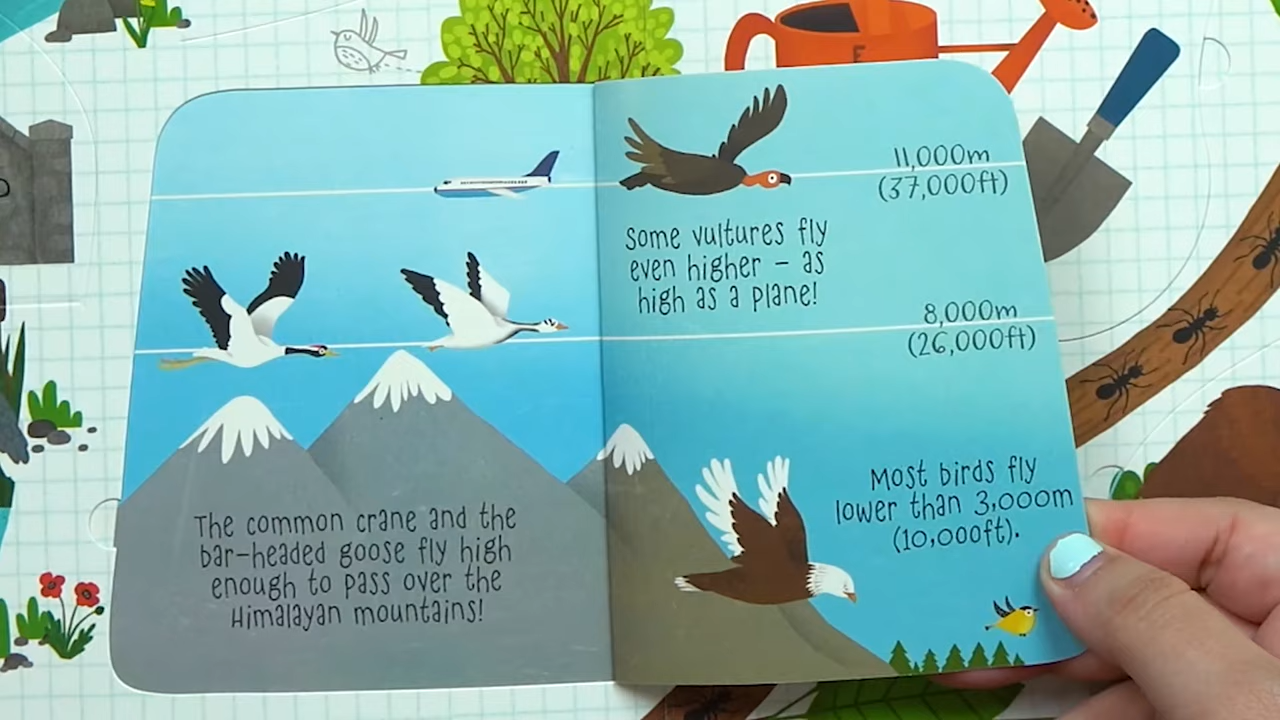 The common crane and the
bar-headed goose fly high
enough to pass over the
Himalayan mountains!
11,000m
(37,000ft)
Some vultures fly
even higher – as
high as a plane!
8,000m
(26,000ft)
Most birds fly
lower than 3,000m
(10,000ft).